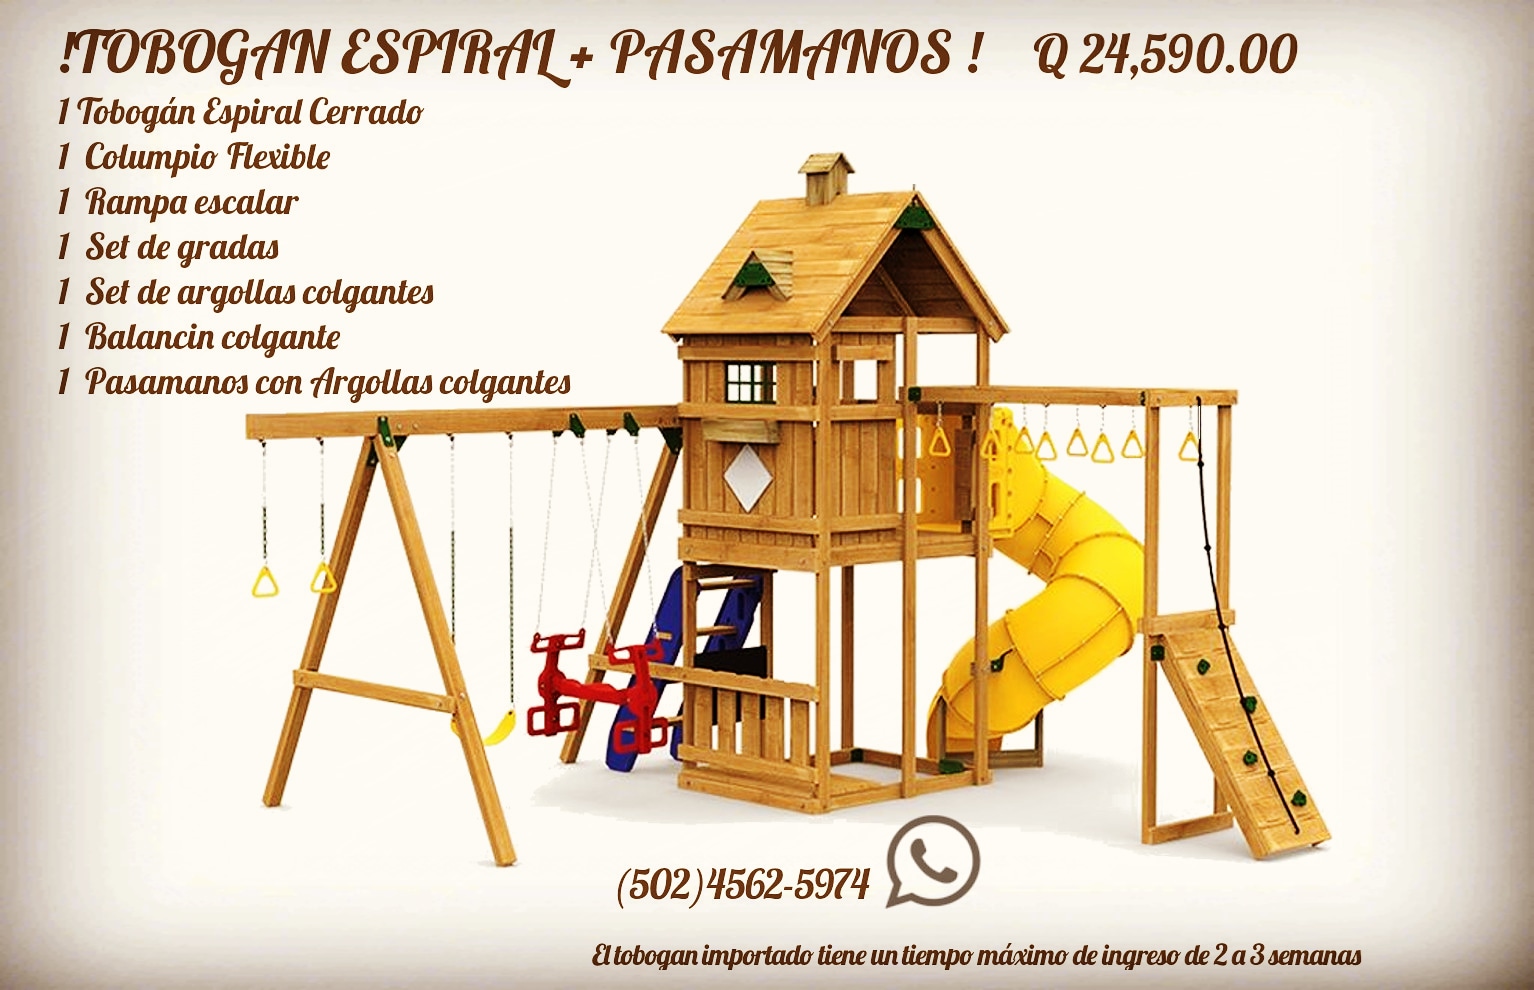 !TOBOGAN ESPIRAL + PASAMANOS ! Q 24,590.00
1 Tobogán Espiral Cerrado
1 Columpio Flexible
1 Rampa escalar
1 Set de gradas
1 Set de argollas colgantes
1 Balancin colgante
1 Pasamanos con Argollas colgantes
(502)4562-5974
El tobogan importado tiene un tiempo máximo de ingreso de 2 a 3 semanas